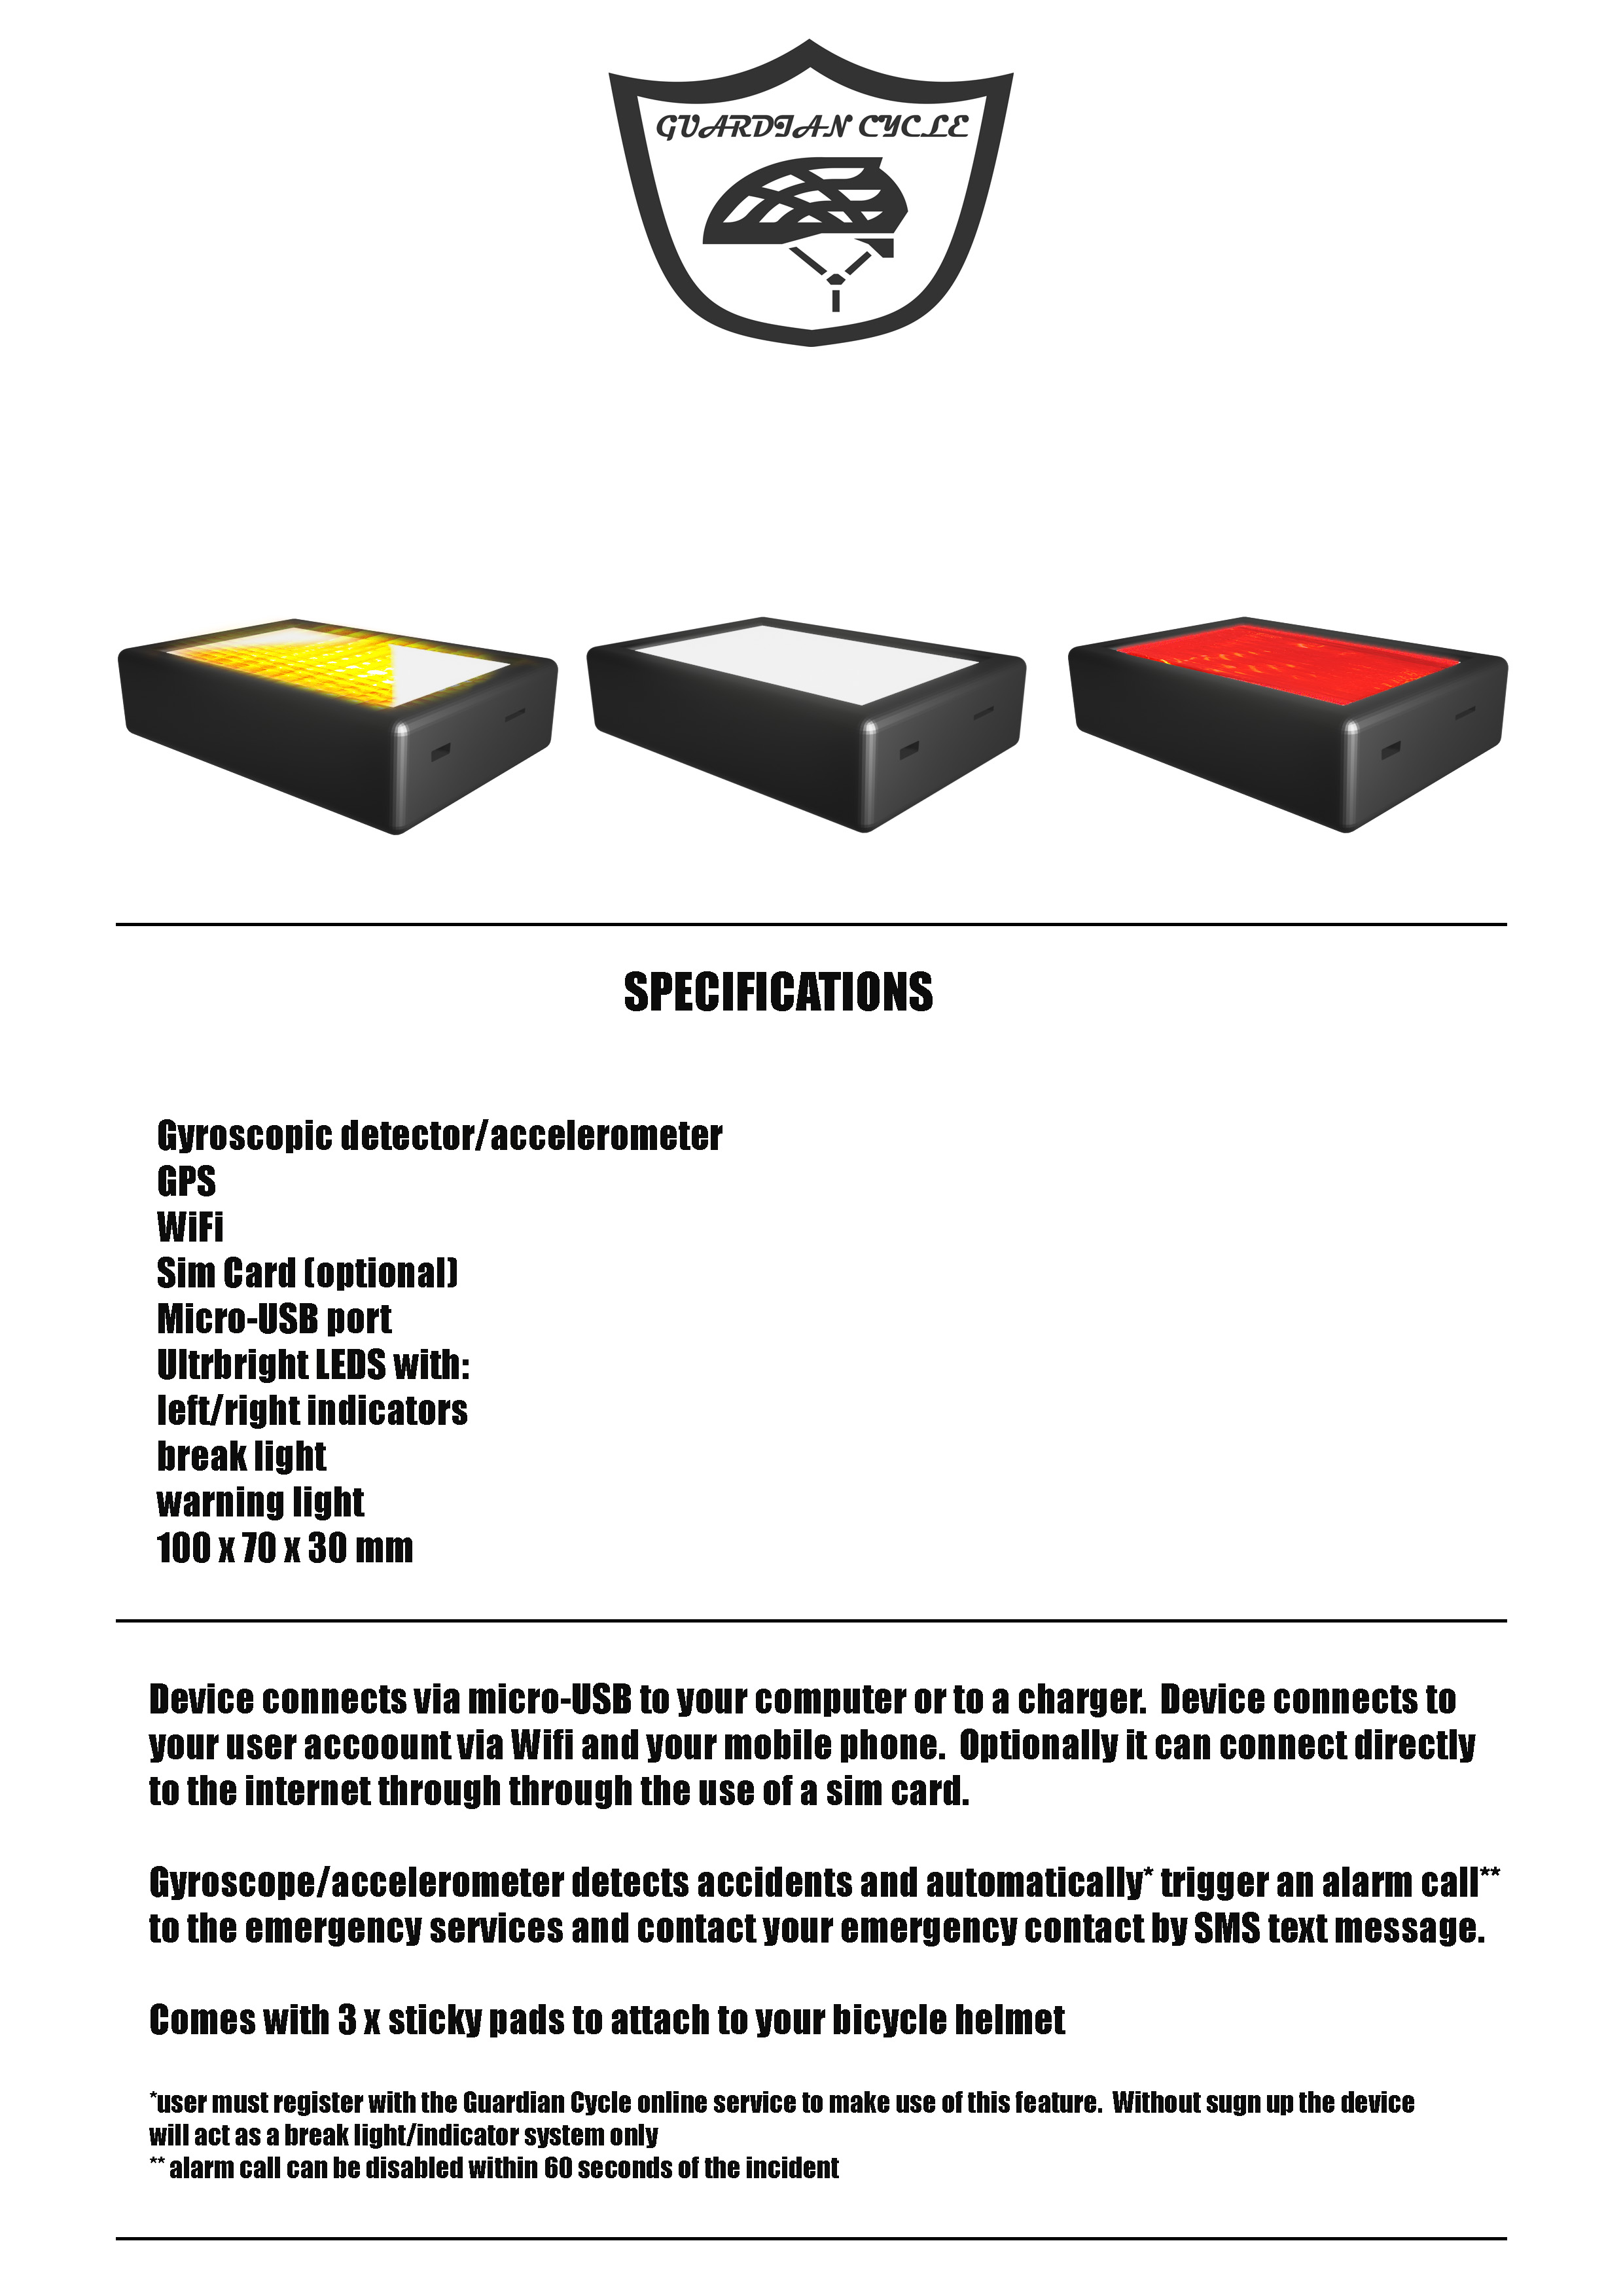 GUARDIAN CYCLE
SPECIFICATIONS
Gyroscopic detector/accelerometer
GPS
WiFi
Sim Card (optional)
Micro-USB port
Ultrbright LEDS with:
left/right indicators
break light
warning light
100 x 70 x 30 mm
Device connects via micro-USB to your computer or to a charger.  Device connects to
your user accoount via Wifi and your mobile phone.  Optionally it can connect directly
to the internet through through the use of a sim card.
Gyroscope/accelerometer detects accidents and automatically* trigger an alarm call**
to the emergency services and contact your emergency contact by SMS text message.
Comes with 3 x sticky pads to attach to your bicycle helmet
*user must register with the Guardian Cycle online service to make use of this feature.  Without sugn up the device
will act as a break light/indicator system only
** alarm call can be disabled within 60 seconds of the incident